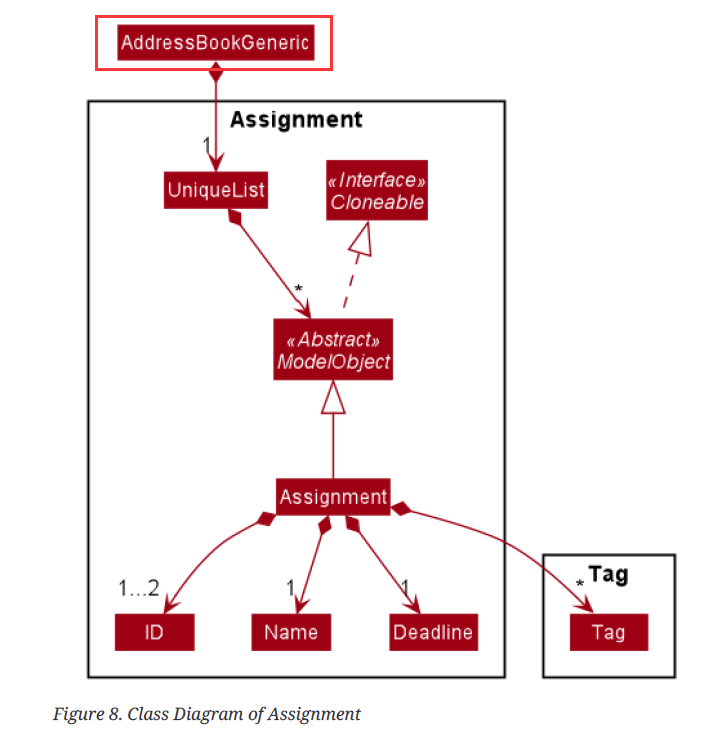 AddressBookGeneric
Assignment
1
UniqueList
«Interface»
Cloneable
*
«Abstract»
ModelObject
Assignment
1...2
1
1
*
Tag
ID
Name
Deadline
Tag
Figure 8. Class Diagram of Assignment